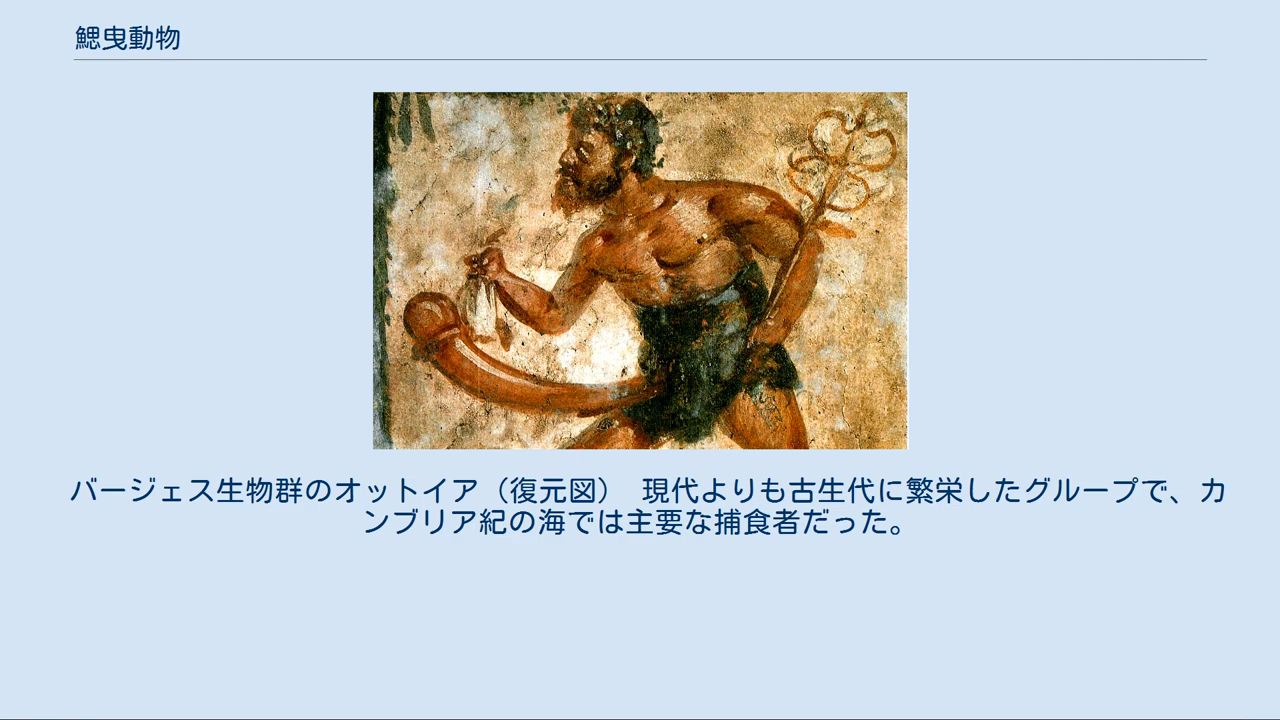 鰓曳動物
バージェス生物群のオットイア（復元図） 現代よりも古生代に繁栄したグループで、カ
ンブリア紀の海では主要な捕食者だった。